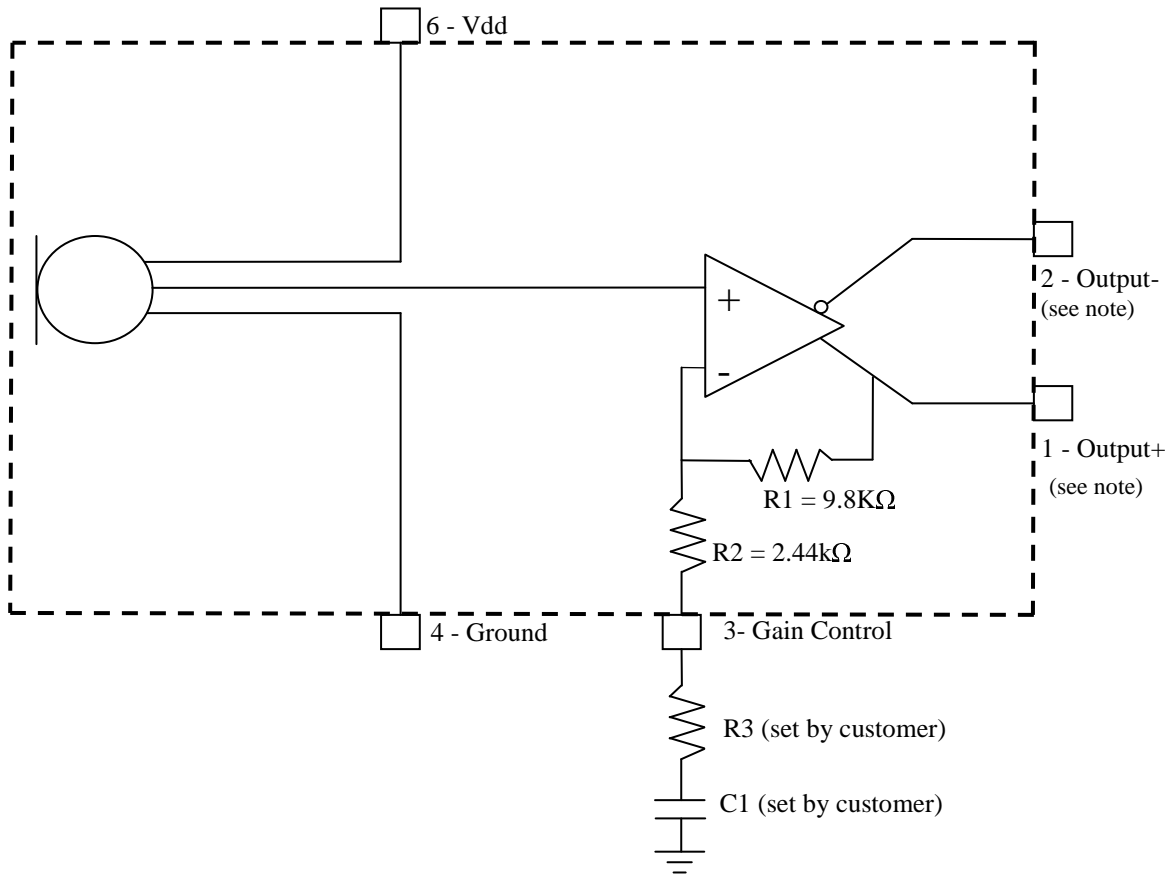 6 - Vdd
+
2 - Output-
(see note)
-
1 - Output+
(see note)
R1 = 9.8KΩ
R2 = 2.44kΩ
4 - Ground
3- Gain Control
R3 (set by customer)
C1 (set by customer)